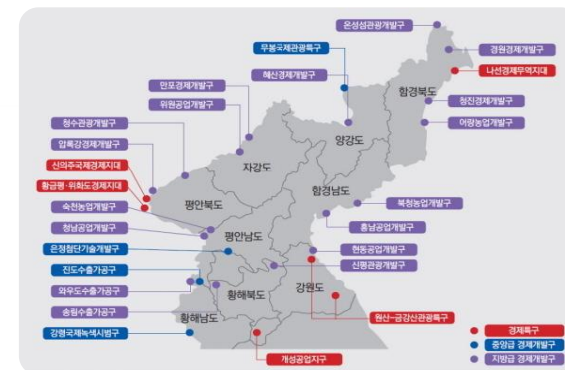 온성섬관광개발구
무봉국제관광특구
경원경제개발구
혜산경제개발구
나선경제무역지대
만포경제개발구
함경북도
위원공업개발구
청진경제개발구
청수관광개발구
어랑농업개발구
양강도
압록강경제개발구
자강도
신의주국제경제지대
함경남도
황금평·위화도경제지대
평안북도
북청농업개발구
숙천농업개발구
흥남공업개발구
청남공업개발구
평안남도
은정첨단기술개발구
현동공업개발구
신평관광개발구
진도수출가공구
강원도
와우도수출가공구
황해북도
송림수출가공구
황해남도
원산-금강산관광특구
강령국제녹색시범구
경제특구
중앙급 경제개발구
개성공업지구
지방급 경제개발구